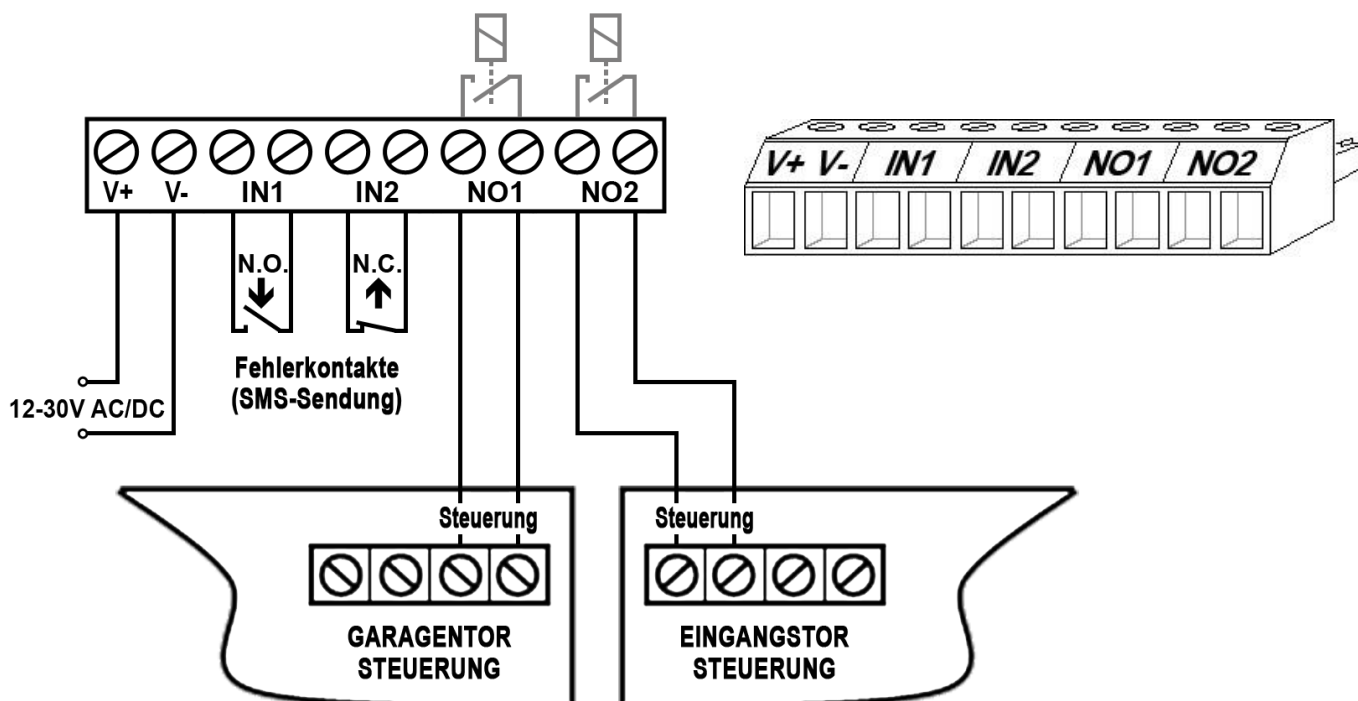 V+ V- IN1 IN2 NO1 NO2
V+ V- IN1 IN2 NO1 NO2
N.O. N.C.
Fehlerkontakte
(SMS-Sendung)
12-30V AC/DC
Steuerung
GARAGENTOR
STEUERUNG
Steuerung
EINGANGSTOR
STEUERUNG